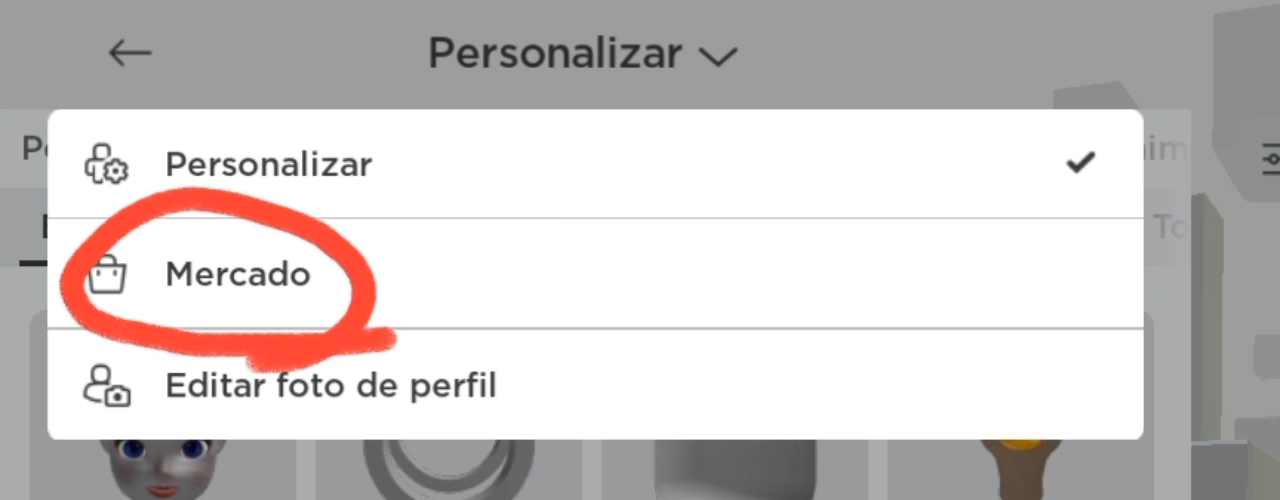 Personalizar
Personalizar
Mercado
Editar foto de perfil